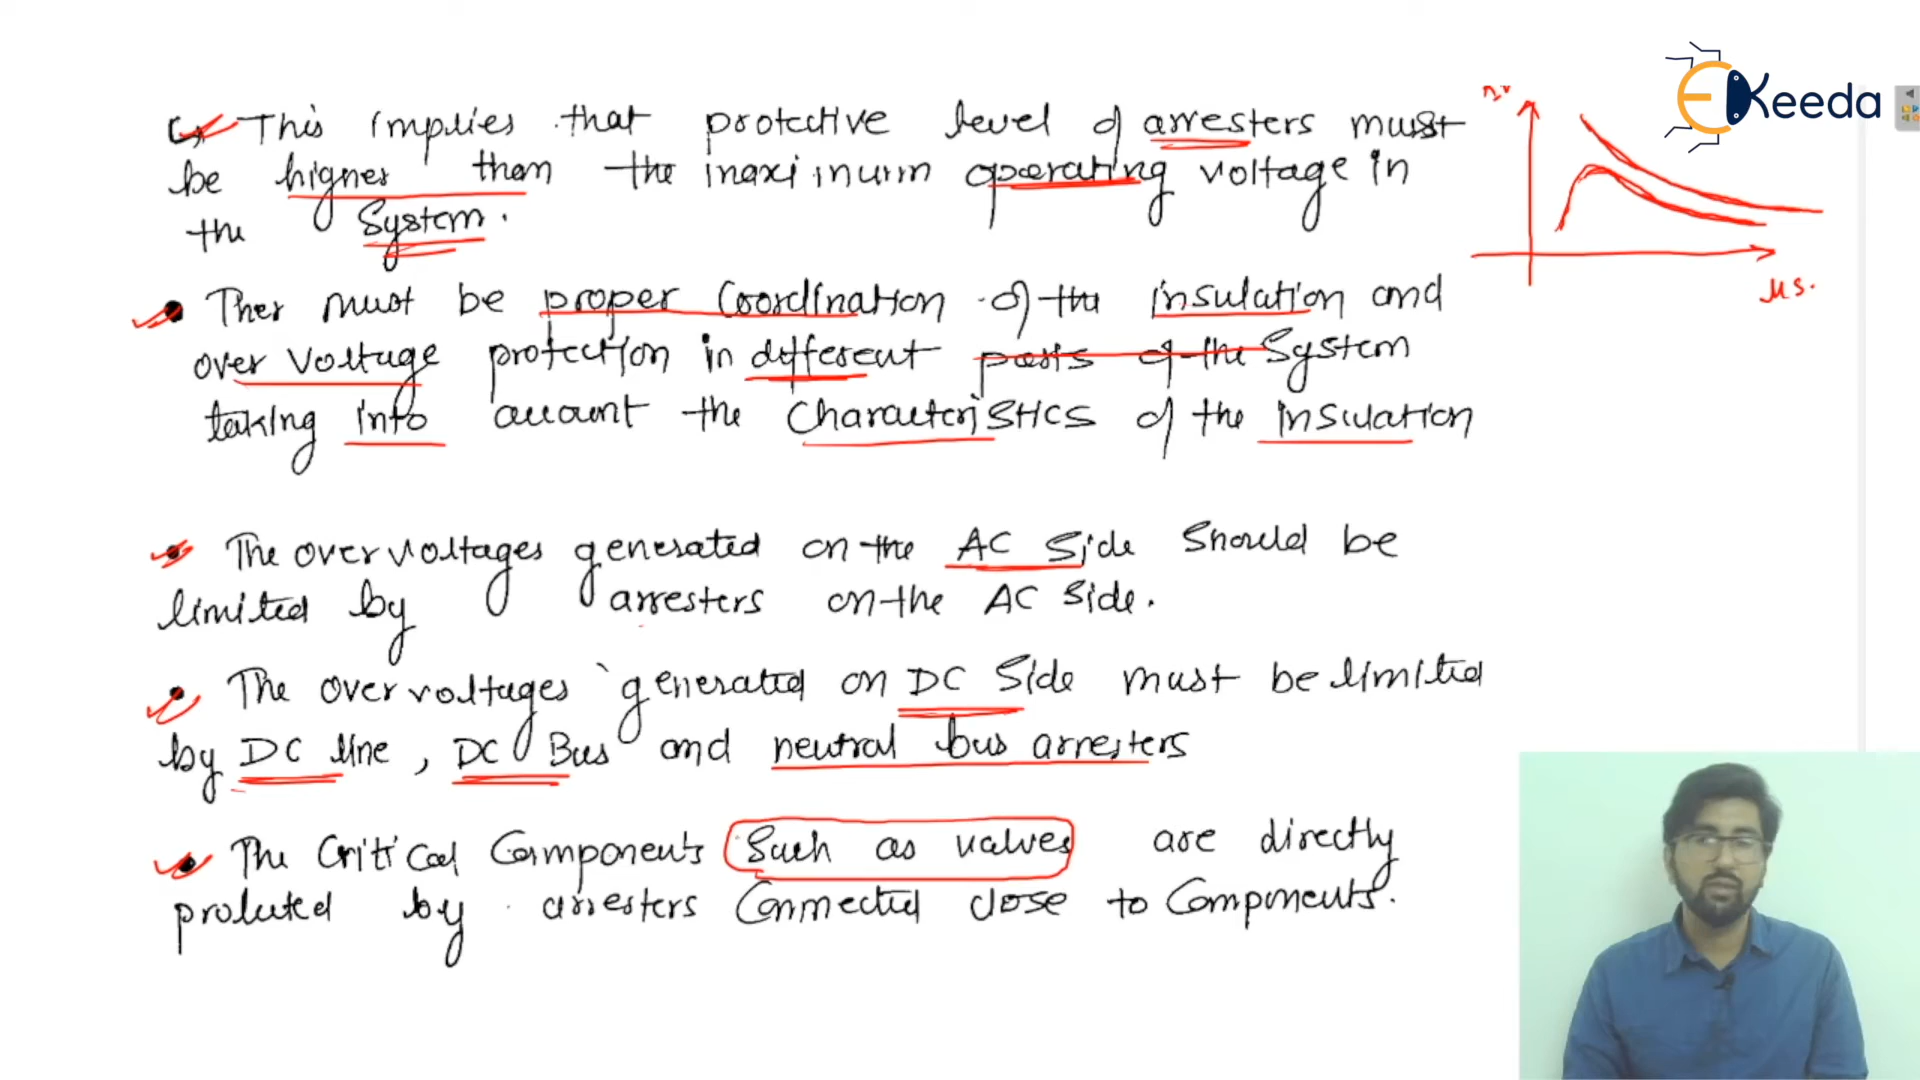 ↳ This implies that protective level of arresters must
be higher than the maximum operating voltage in
the System.
• Ther must be proper Coordination of the insulation and
over voltage protection in different parts of the System
taking into account the CharacteriStics of the insulation
• The over voltages generated on the AC Side Should be
limited by arresters on the AC Side.
• The over voltages generated on DC Side must be limited
by DC line, DC Bus and neutral bus arresters
• The Critical Components Such as valves are directly
protected by arresters Connected close to Components.
μs.
EKeeda